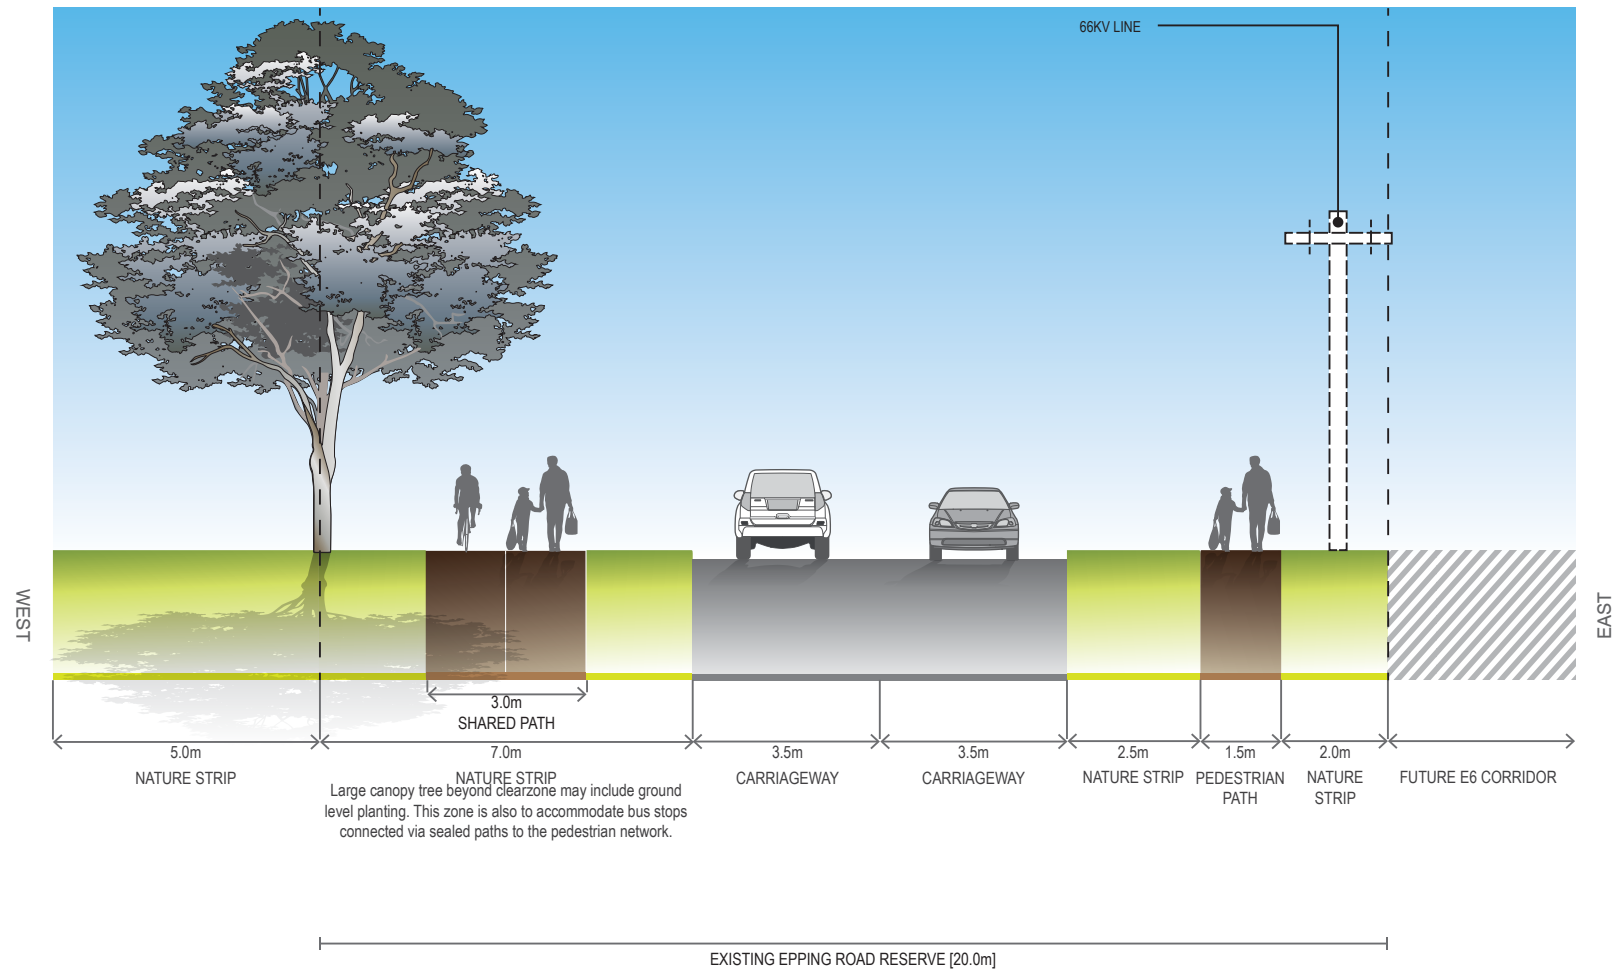 66KV LINE
WEST
EAST
3.0m
SHARED PATH
5.0m
NATURE STRIP
7.0m
NATURE STRIP
Large canopy tree beyond clearzone may include ground
level planting. This zone is also to accommodate bus stops
connected via sealed paths to the pedestrian network.
3.5m
CARRIAGEWAY
3.5m
CARRIAGEWAY
2.5m
NATURE STRIP
1.5m
PEDESTRIAN
PATH
2.0m
NATURE
STRIP
FUTURE E6 CORRIDOR
EXISTING EPPING ROAD RESERVE [20.0m]